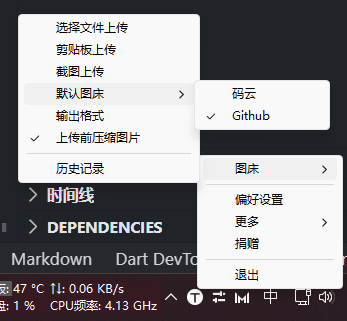 选择文件上传
剪贴板上传
截图上传
默认图床
输出格式
上传前压缩图片
历史记录
码云
Github
图床
偏好设置
更多
捐赠
退出
时间线
DEPENDENCIES
Markdown
Dart DevTo
47 °C
0.06 KB/s
盘: 1 %
CPU频率: 4.13 GHz
中